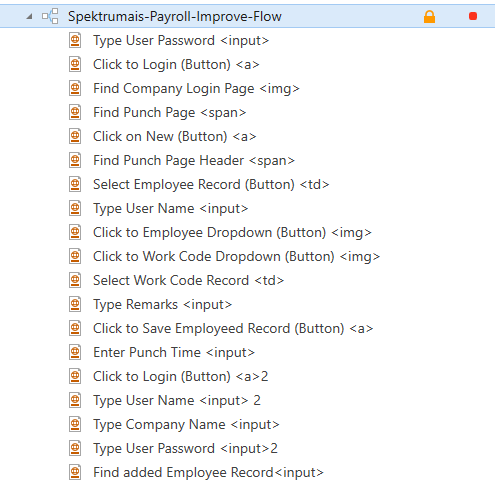 Spektrumais-Payroll-Improve-Flow
Type User Password <input>
Click to Login (Button) <a>
Find Company Login Page <img>
Find Punch Page <span>
Click on New (Button) <a>
Find Punch Page Header <span>
Select Employee Record (Button) <td>
Type User Name <input>
Click to Employee Dropdown (Button) <img>
Click to Work Code Dropdown (Button) <img>
Select Work Code Record <td>
Type Remarks <input>
Click to Save Employeed Record (Button) <a>
Enter Punch Time <input>
Click to Login (Button) <a>2
Type User Name <input> 2
Type Company Name <input>
Type User Password <input>2
Find added Employee Record<input>